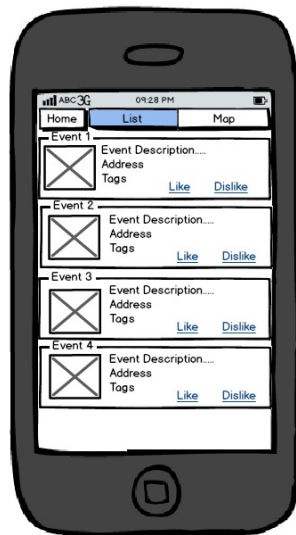 ABC 3G 09:28 PM
Home List Map
Event 1
Event Description....
Address
Tags
Like Dislike
Event 2
Event Description....
Address
Tags
Like Dislike
Event 3
Event Description....
Address
Tags
Like Dislike
Event 4
Event Description....
Address
Tags
Like Dislike